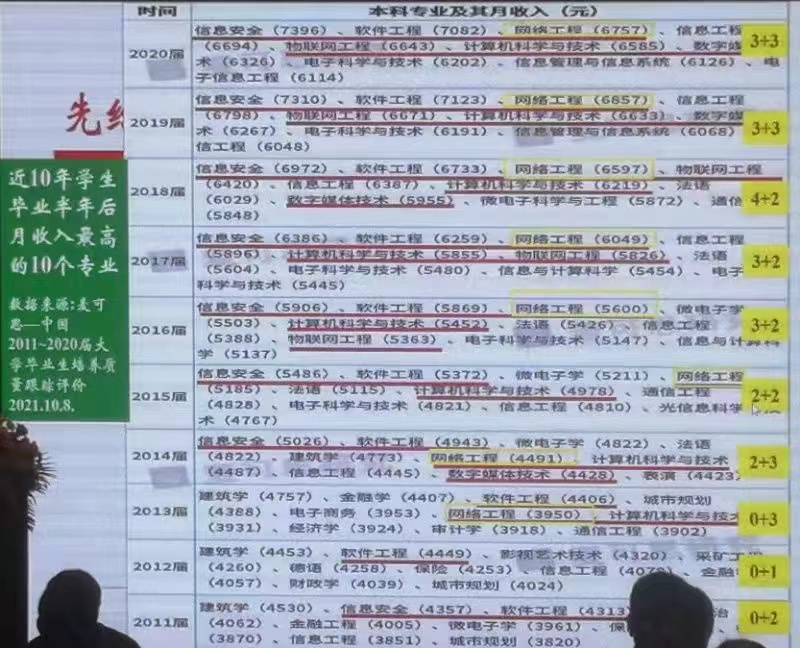 时间 本科专业及其月收入（元）
2020届
信息安全（7396）、软件工程（7082）、网络工程（6757）、信息工程
（6694）、物联网工程（6643）、计算机科学与技术（6585）、数字媒
术（6326）、电子科学与技术（6202）、信息管理与信息系统（6126）、电
子信息工程（6114）
3+3
先
2019届
信息安全（7310）、软件工程（7123）、网络工程（6857）、信息工程
（6798）、物联网工程（6671）、计算机科学与技术（6633）、数字媒
术（6267）、电子科学与技术（6191）、信息管理与信息系统（6068）
信工程（6048）
3+3
近10年学生
毕业半年后
月收入最高
的10个专业
数据来源:麦可
思—中国
2011~2020届大
学毕业生培养质
量跟踪评价
2021.10.8.
2018届
信息安全（6972）、软件工程（6733）、网络工程（6597）、物联网工程
（6420）、信息工程（6387）、计算机科学与技术（6219）、法语
（6029）、数字媒体技术（5955）、微电子科学与工程（5872）、通信
（5848）
4+2
2017届
信息安全（6386）、软件工程（6259）、网络工程（6049）、信息工程
（5896）、计算机科学与技术（5855）、物联网工程（5826）、法语
（5604）、电子科学与技术（5480）、信息与计算科学（5454）、电子
科学与技术（5445）
3+2
2016届
信息安全（5906）、软件工程（5869）、网络工程（5600）、微电子学
（5503）、计算机科学与技术（5452）、法语（5426）、信息工程
（5388）、物联网工程（5363）、电子科学与技术（5147）、信息与计算科
学（5137）
3+2
2015届
信息安全（5486）、软件工程（5372）、微电子学（5211）、网络工程
（5185）、法语（5115）、计算机科学与技术（4978）、通信工程
（4828）、电子科学与技术（4821）、信息工程（4810）、光信息科学
术（4767）
2+2
2014届
信息安全（5026）、软件工程（4943）、微电子学（4822）、法语
（4822）、建筑学（4773）、网络工程（4491）、计算机科学与技术
（4487）、信息工程（4445）、数字媒体技术（4428）、表演（4423）
2+3
2013届
建筑学（4757）、金融学（4407）、软件工程（4406）、城市规划
（4388）、电子商务（3953）、网络工程（3950）、计算机科学与技术
（3931）、经济学（3924）、审计学（3918）、通信工程（3902）
0+3
2012届
建筑学（4453）、软件工程（4449）、影视艺术技术（4320）、采矿工
（4260）、德语（4258）、保险（4253）、信息工程（4078）、金融
（4057）、财政学（4039）、城市规划（4024）
0+1
2011届
建筑学（4530）、信息安全（4357）、软件工程（4313） 治
（4062）、金融工程（4005）、微电子学（3961）、保
（3870）、信息工程（3851）、城市规划（3820）
0+2